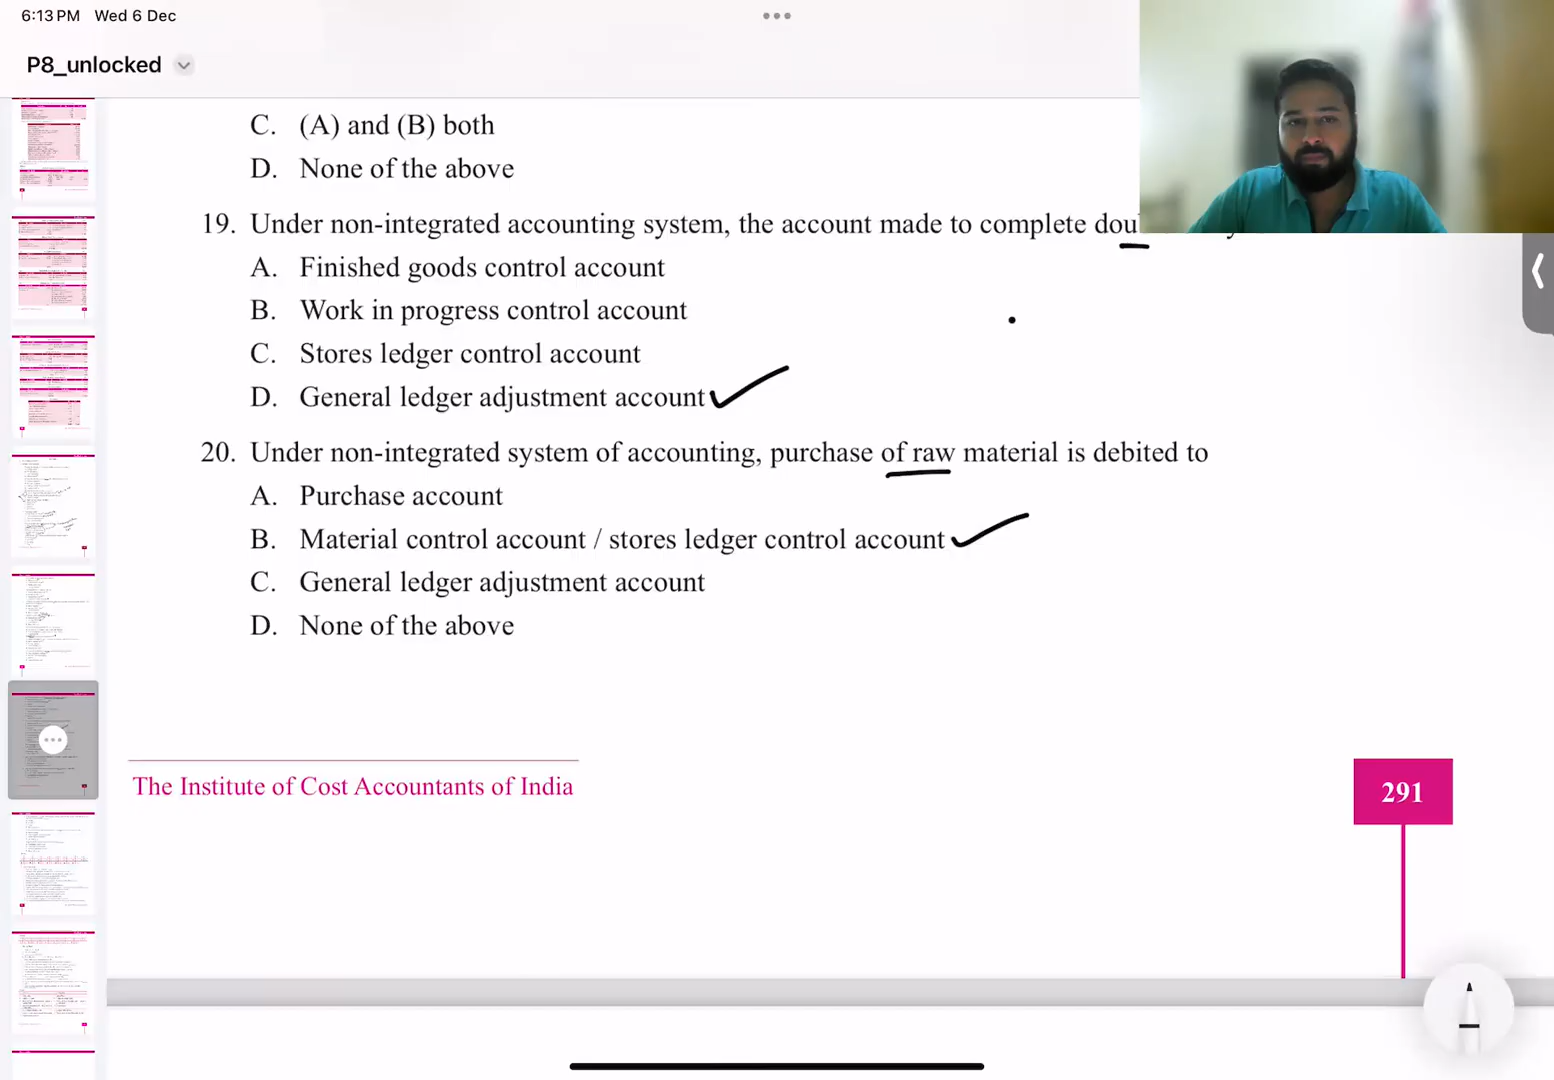 6:13 PM Wed 6 Dec
P8_unlocked
C. (A) and (B) both
D. None of the above
19. Under non-integrated accounting system, the account made to complete
A. Finished goods control account
B. Work in progress control account
C. Stores ledger control account
D. General ledger adjustment account
20. Under non-integrated system of accounting, purchase of raw material is debited to
A. Purchase account
B. Material control account / stores ledger control account
C. General ledger adjustment account
D. None of the above
The Institute of Cost Accountants of India
291